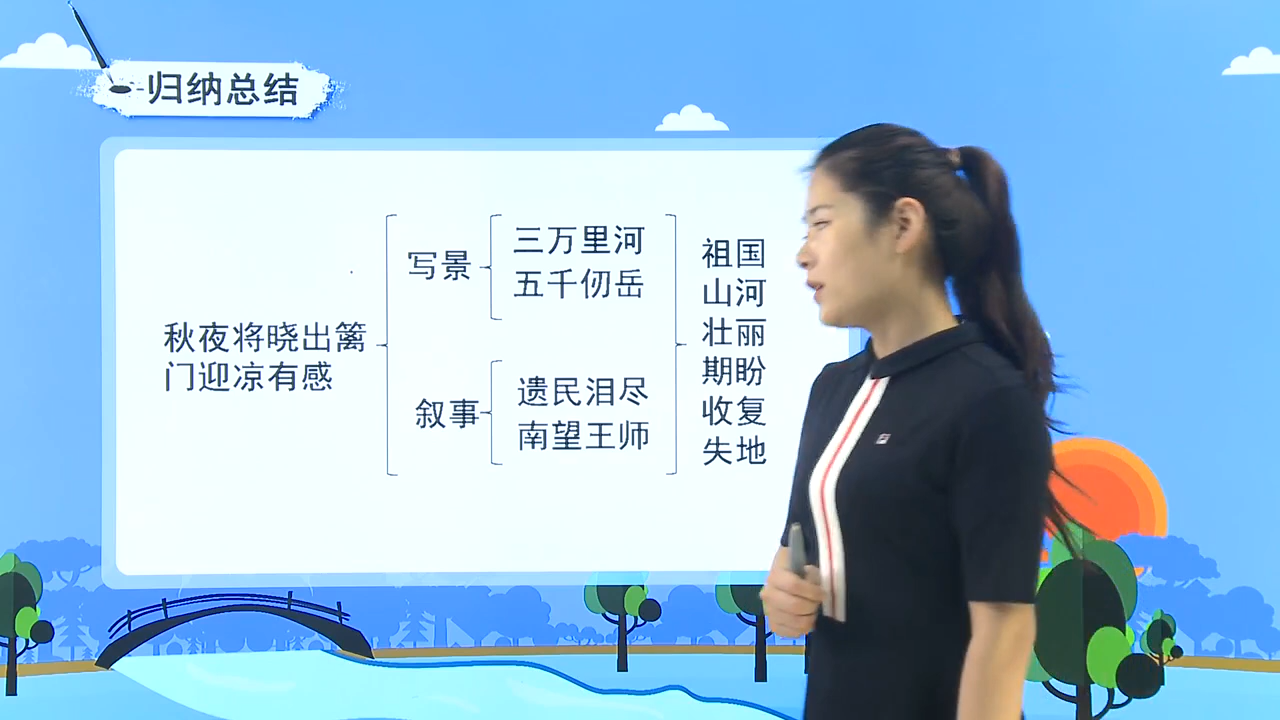 归纳总结
秋夜将晓出篱
门迎凉有感
写景
三万里河
五千仞岳
叙事
遗民泪尽
南望王师
祖国
山河
壮丽
期盼
收复
失地